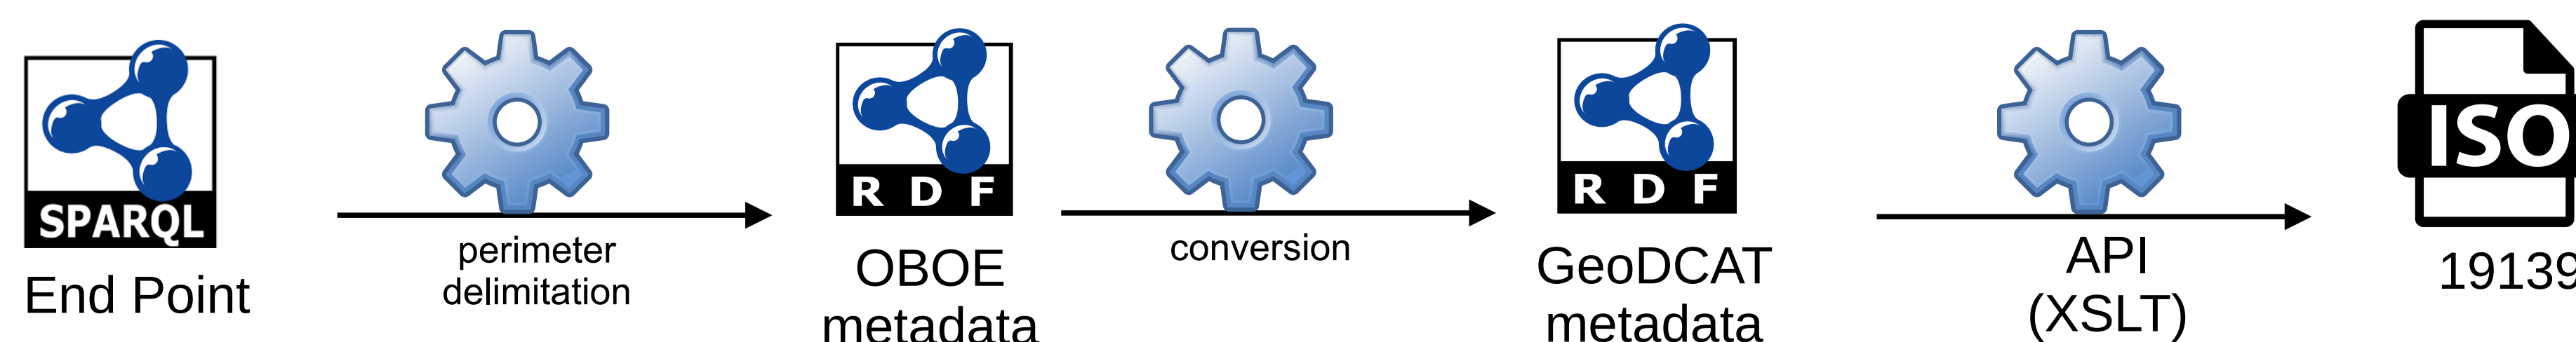 SPARQL
End Point
perimeter
delimitation
R D F
OBOE
metadata
conversion
R D F
GeoDCAT
metadata
API
(XSLT)
ISO
19139